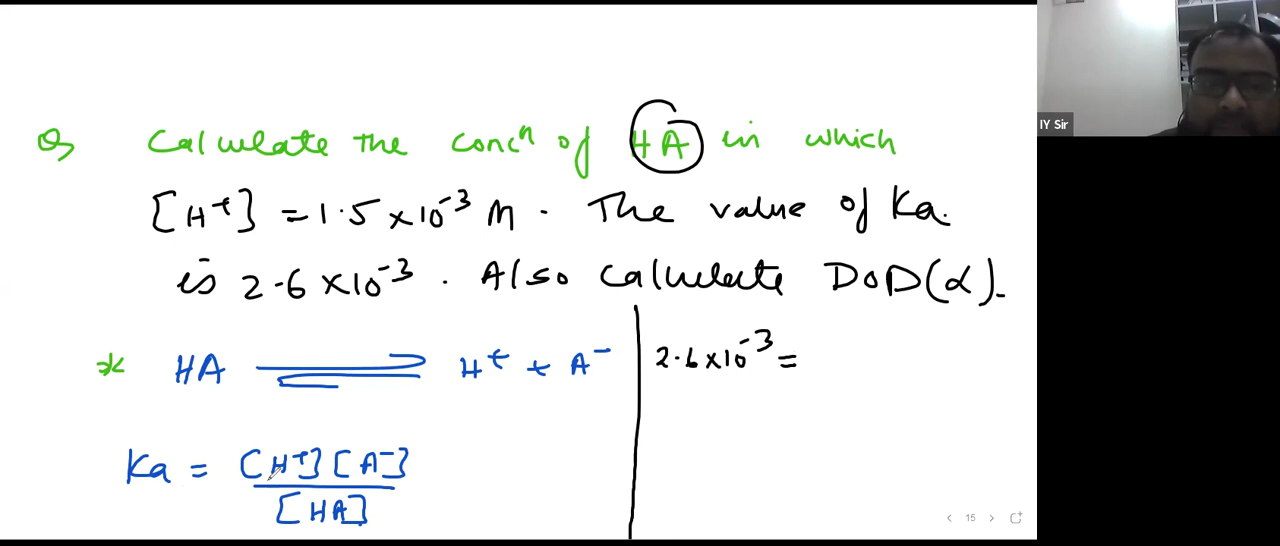 Q Calculate the concⁿ of HA in which
[H⁺] = 1.5 × 10⁻³ M. The value of Ka
is 2.6 × 10⁻³. Also calculate DoD(α).
* HA ⇌ H⁺ + A⁻
2.6 × 10⁻³ =
Ka = [H⁺][A⁻]
[HA]
IY Sir
< 15 >